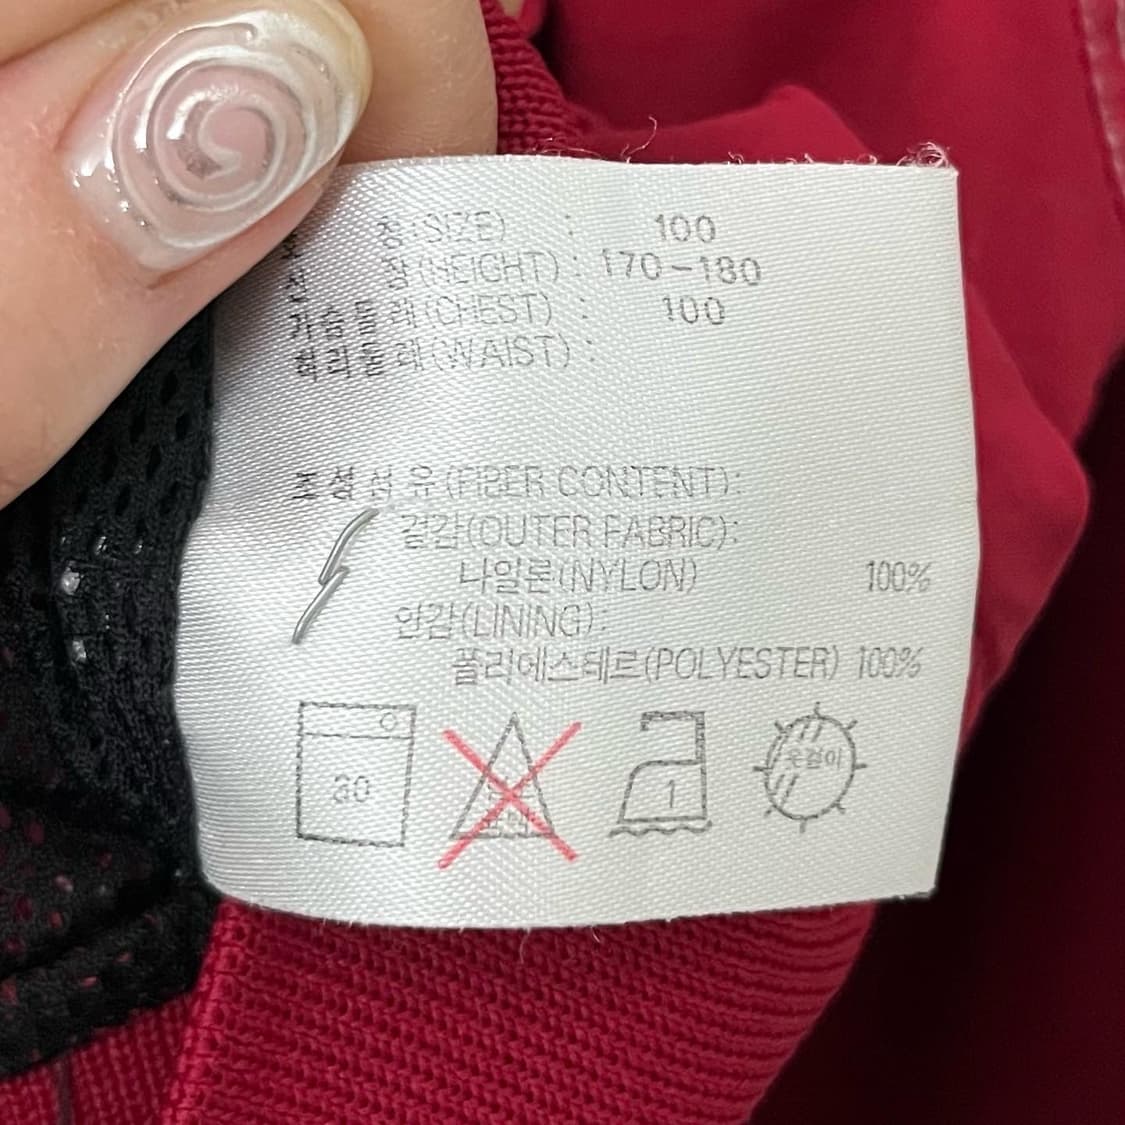 장(SIZE) : 100
장(HEIGHT) : 170-180
가슴둘레(CHEST) : 100
허리둘레(WAIST) :
조성섬유(FIBER CONTENT):
겉감(OUTER FABRIC):
나일론(NYLON) 100%
안감(LINING):
폴리에스테르(POLYESTER) 100%
30 1 옷걸이